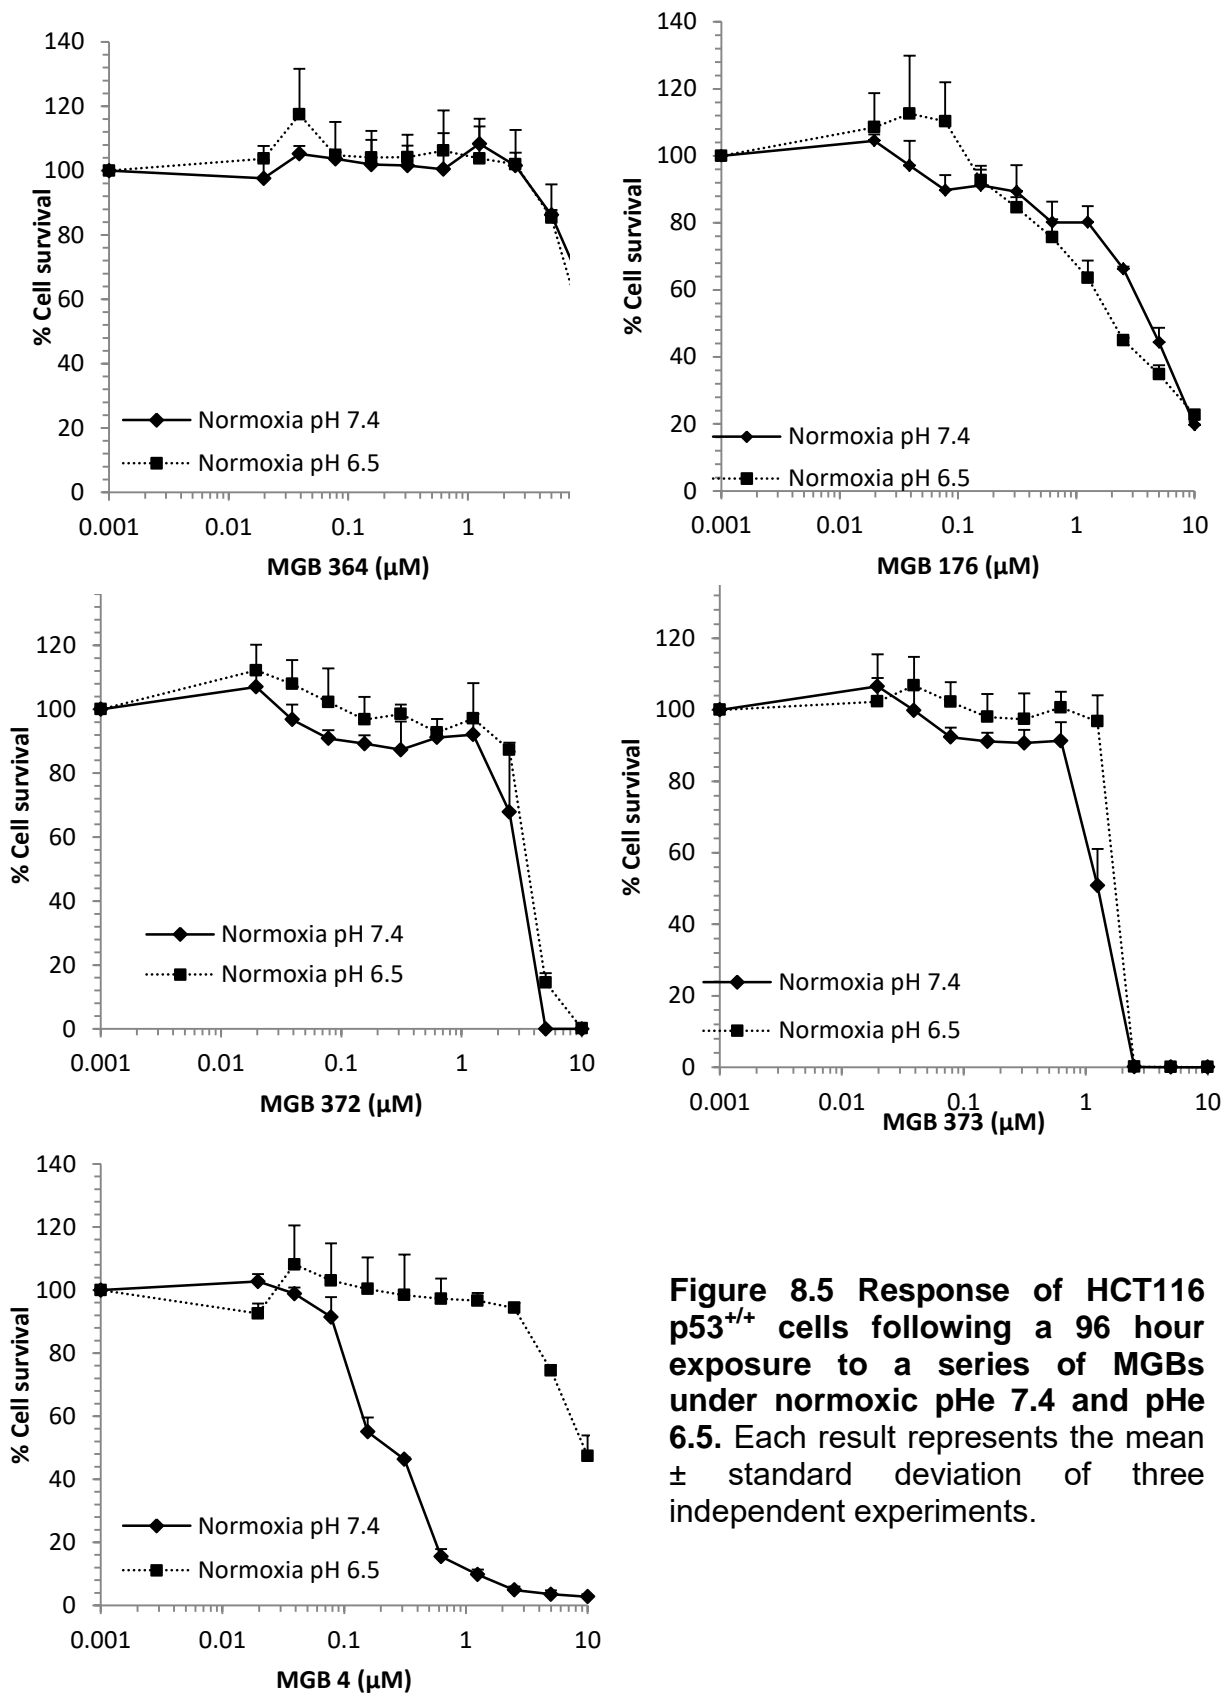 140
120
100
80
60
40
20
0
% Cell survival
Normoxia pH 7.4
Normoxia pH 6.5
0.001 0.01 0.1 1
MGB 364 (µM)
140
120
100
80
60
40
20
0
% Cell survival
Normoxia pH 7.4
Normoxia pH 6.5
0.001 0.01 0.1 1 10
MGB 176 (µM)
120
100
80
60
40
20
0
% Cell survival
Normoxia pH 7.4
Normoxia pH 6.5
0.001 0.01 0.1 1 10
MGB 372 (µM)
120
100
80
60
40
20
0
% Cell survival
Normoxia pH 7.4
Normoxia pH 6.5
0.001 0.01 0.1 1 10
MGB 373 (µM)
140
120
100
80
60
40
20
0
% Cell survival
Normoxia pH 7.4
Normoxia pH 6.5
0.001 0.01 0.1 1 10
MGB 4 (µM)
Figure 8.5 Response of HCT116
p53+/+ cells following a 96 hour
exposure to a series of MGBs
under normoxic pHe 7.4 and pHe
6.5. Each result represents the mean
± standard deviation of three
independent experiments.